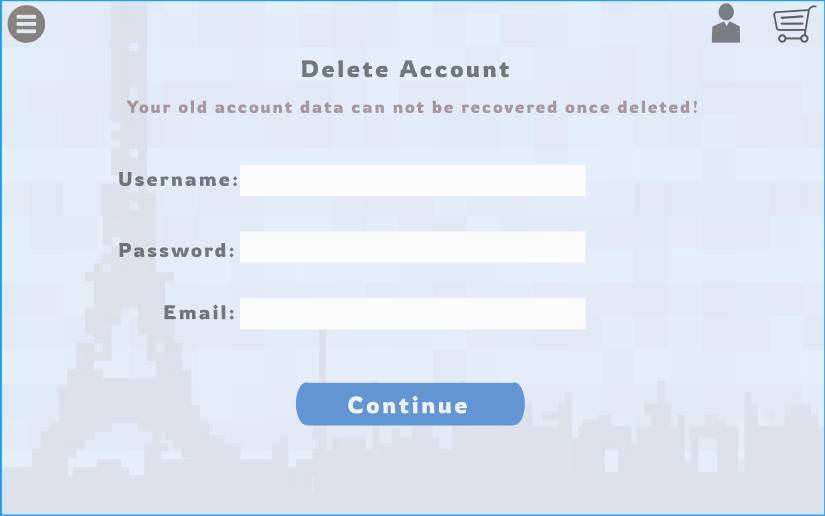 Delete Account
Your old account data can not be recovered once deleted!
Username:
Password:
Email:
Continue